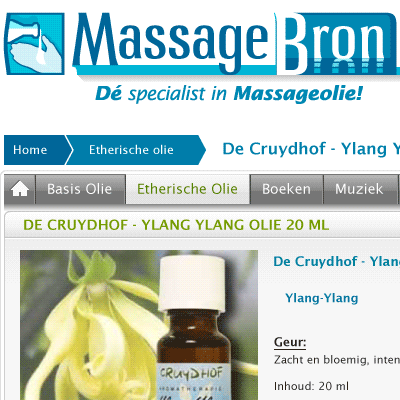 Massage Bron
Dé specialist in Massageolie!
Home Etherische olie De Cruydhof - Ylang Y
Basis Olie Etherische Olie Boeken Muziek
DE CRUYDHOF - YLANG YLANG OLIE 20 ML
De Cruydhof - Ylan
Ylang-Ylang
Geur:
Zacht en bloemig, inten
Inhoud: 20 ml
CRUYDHOF
AROMATHERAPIE